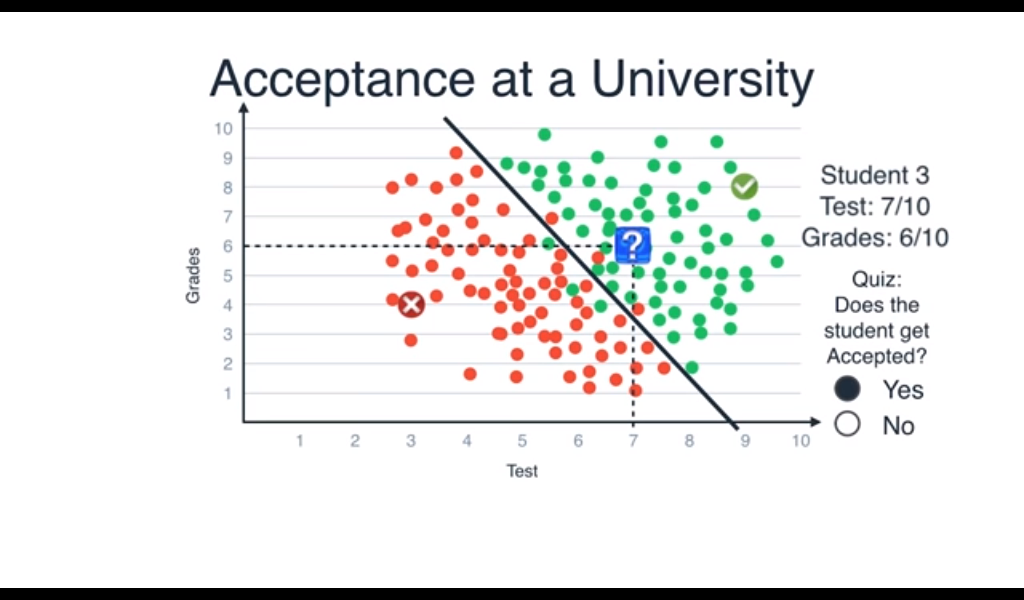 Acceptance at a University
10
9
8
7
6
5
4
3
2
1
Grades
1 2 3 4 5 6 7 8 9 10
Test
?
Student 3
Test: 7/10
Grades: 6/10
Quiz:
Does the
student get
Accepted?
Yes
No